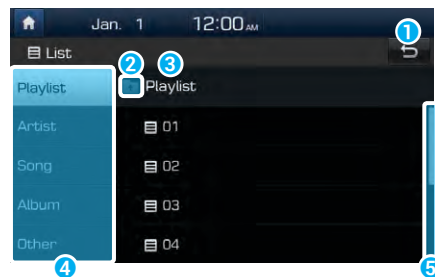 Jan. 1 12:00 AM
1
List
2 3
Playlist Playlist
Artist 01
Song 02
Album 03
Other 04
4 5